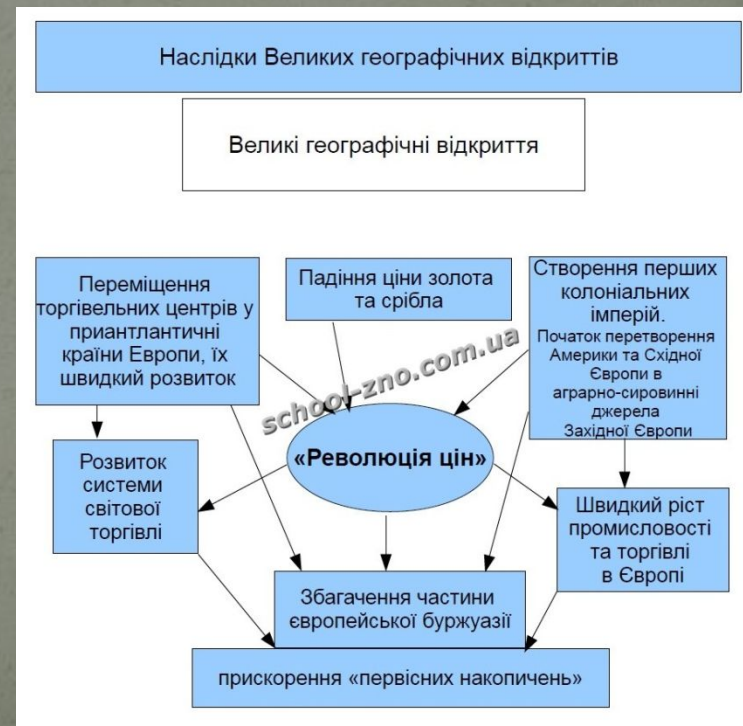 Наслідки Великих географічних відкриттів
Великі географічні відкриття
Переміщення
торгівельних центрів у
приантлантичні
країни Европи, їх
швидкий розвиток
Падіння ціни золота
та срібла
Створення перших
колоніальних
імперій.
Початок перетворення
Америки та Східної
Європи в
аграрно-сировинні
джерела
Західної Європи
school-zno.com.ua
«Революція цін»
Розвиток
системи
світової
торгівлі
Швидкий ріст
промисловості
та торгівлі
в Європі
Збагачення частини
європейської буржуазії
прискорення «первісних накопичень»